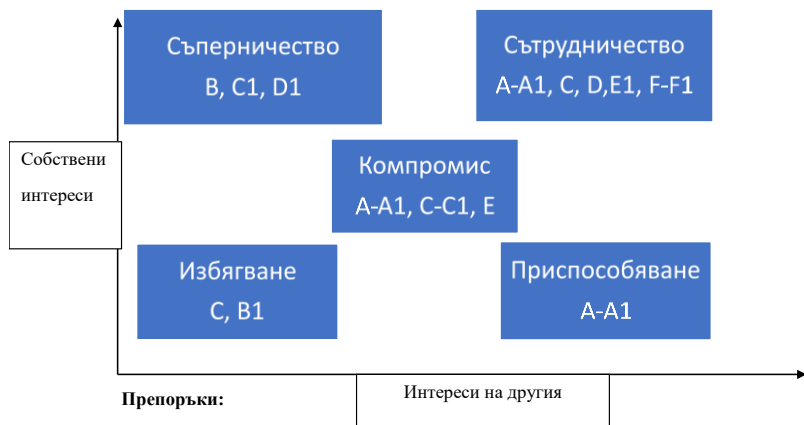 Съперничество
B, C1, D1
Сътрудничество
A-A1, C, D,E1, F-F1
Собствени
интереси
Компромис
A-A1, C-C1, E
Избягване
C, B1
Приспособяване
A-A1
Препоръки:
Интереси на другия